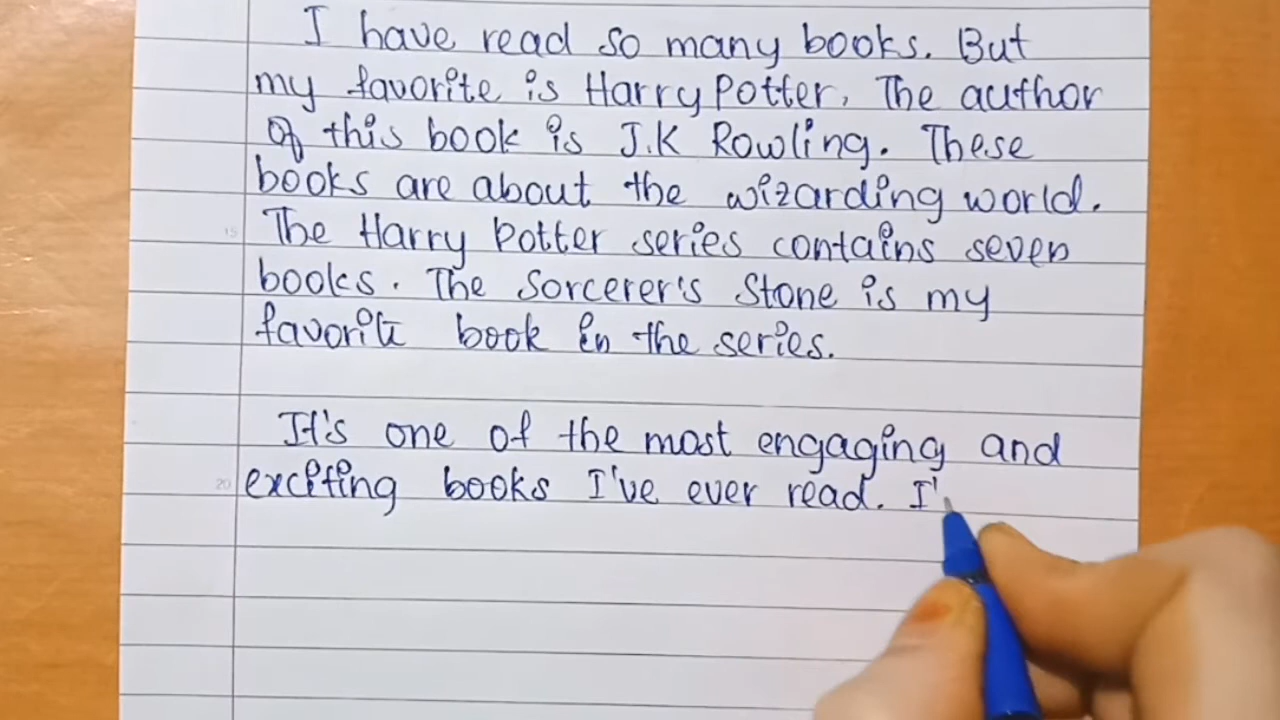 I have read so many books. But
my favorite is Harry Potter. The author
Of this book is J.K Rowling. These
books are about the wizarding world.
The Harry Potter series contains seven
books. The Sorcerer's Stone is my
favorite book in the series.
It's one of the most engaging and
exciting books I've ever read. I'
15
20